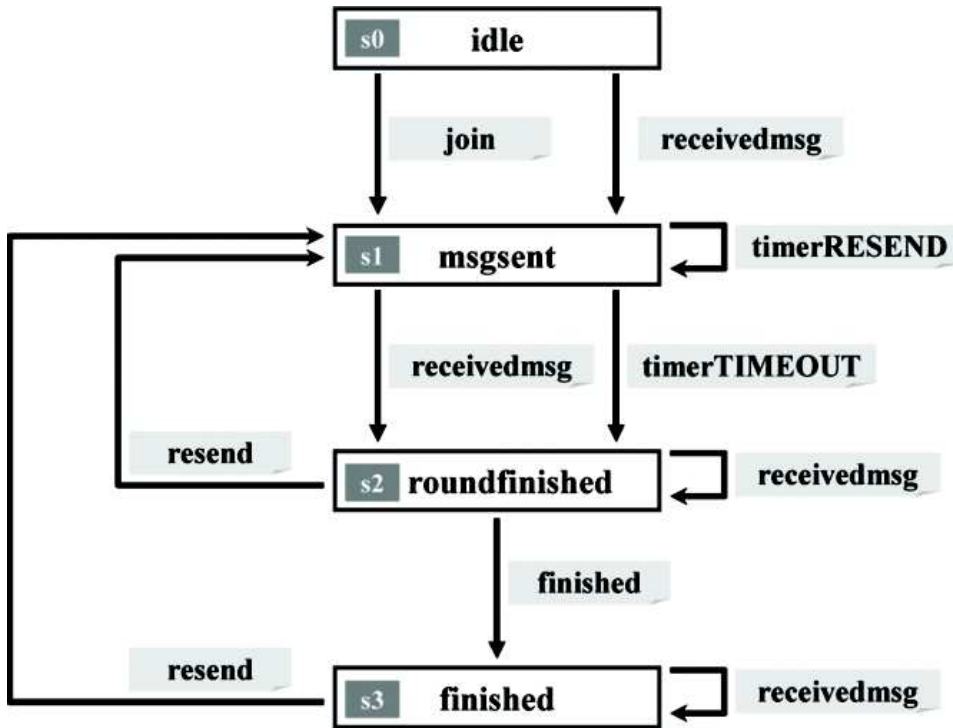 s0 idle
join
receivedmsg
s1 msgsent
timerRESEND
receivedmsg
timerTIMEOUT
resend
s2 roundfinished
receivedmsg
finished
resend
s3 finished
receivedmsg